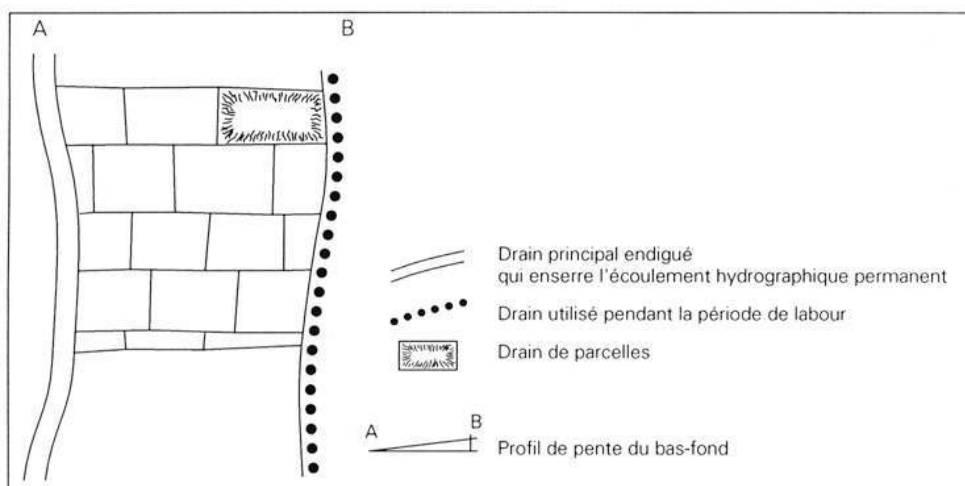 A B
Drain principal endigué
qui enserre l'écoulement hydrographique permanent
Drain utilisé pendant la période de labour
Drain de parcelles
A B
Profil de pente du bas-fond